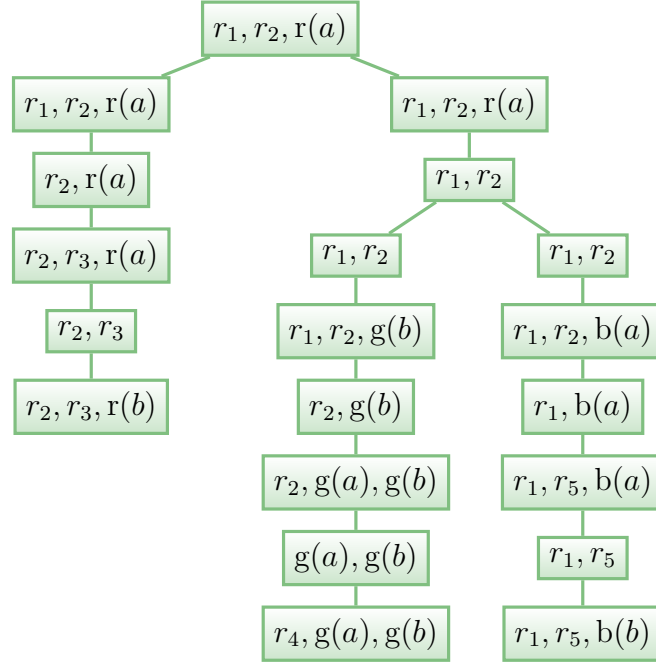 r₁, r₂, r(a)
r₁, r₂, r(a)
r₁, r₂, r(a)
r₂, r(a)
r₁, r₂
r₂, r₃, r(a)
r₁, r₂
r₁, r₂
r₂, r₃
r₁, r₂, g(b)
r₁, r₂, b(a)
r₂, r₃, r(b)
r₂, g(b)
r₁, b(a)
r₂, g(a), g(b)
r₁, r₅, b(a)
g(a), g(b)
r₁, r₅
r₄, g(a), g(b)
r₁, r₅, b(b)